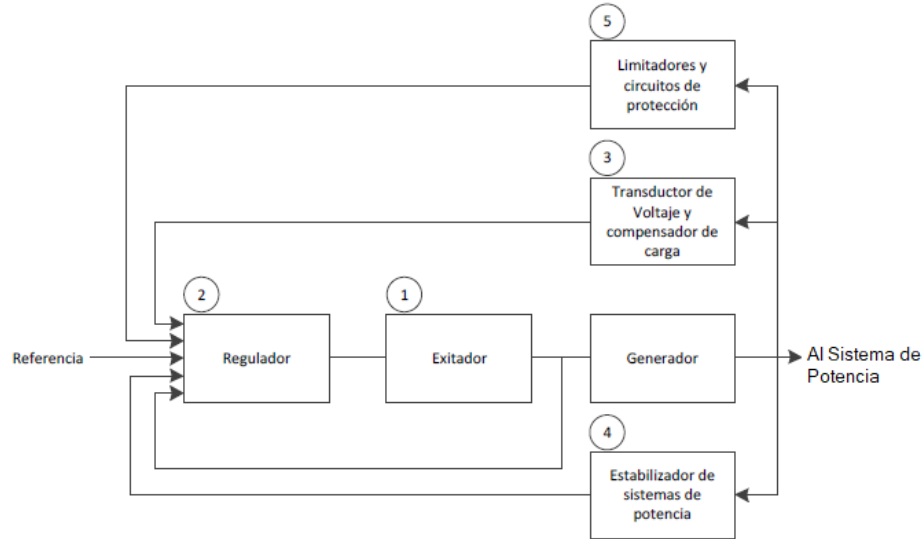 5
Limitadores y
circuitos de
protección
3
Transductor de
Voltaje y
compensador de
carga
2
1
Referencia
Regulador
Exitador
Generador
Al Sistema de
Potencia
4
Estabilizador de
sistemas de
potencia